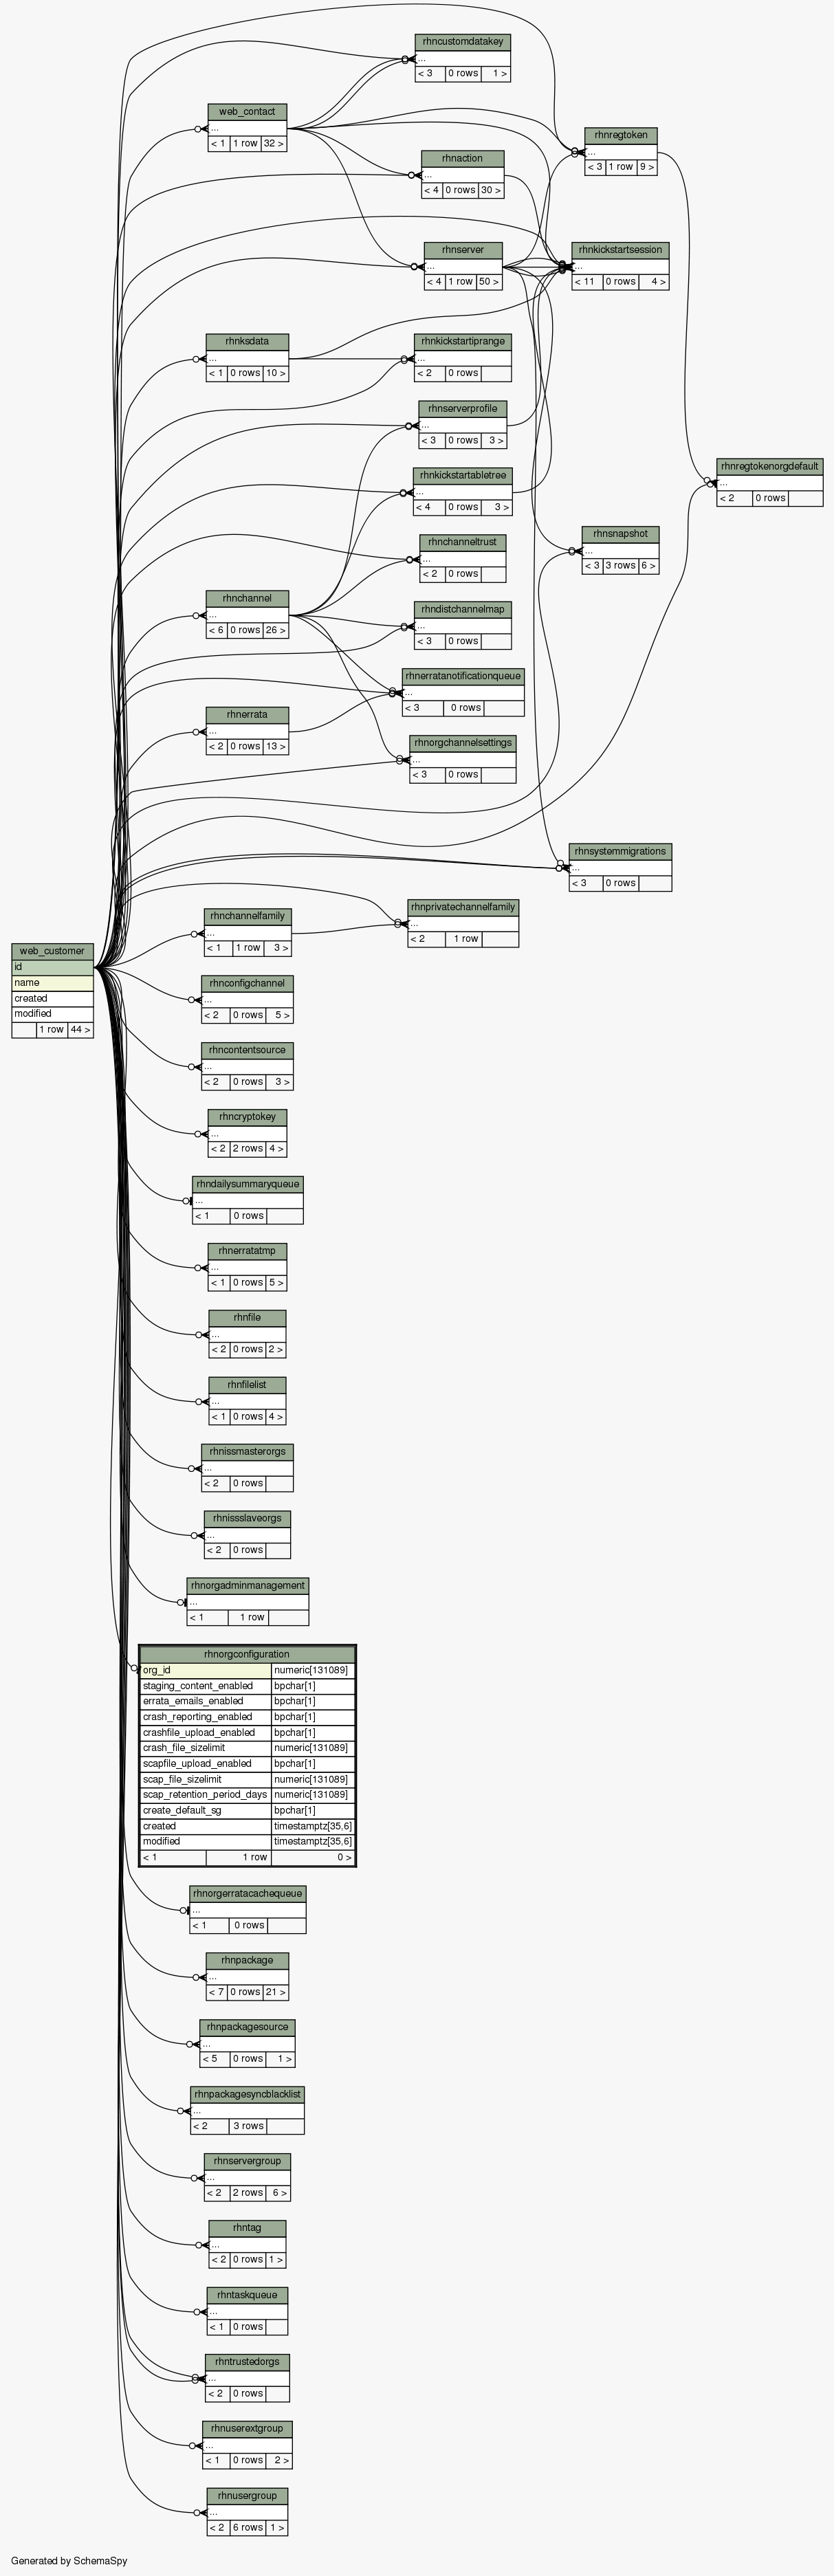 rhncustomdatakey
...
< 3 0 rows 1 >
web_contact
...
< 1 1 row 32 >
rhnregtoken
...
< 3 1 row 9 >
rhnaction
...
< 4 0 rows 30 >
rhnserver
...
< 4 1 row 50 >
rhnkickstartsession
...
< 11 0 rows 4 >
rhnksdata
...
< 1 0 rows 10 >
rhnkickstartiprange
...
< 2 0 rows
rhnserverprofile
...
< 3 0 rows 3 >
rhnkickstartabletree
...
< 4 0 rows 3 >
rhnregtokenorgdefault
...
< 2 0 rows
rhnsnapshot
...
< 3 3 rows 6 >
rhnchanneltrust
...
< 2 0 rows
rhnchannel
...
< 6 0 rows 26 >
rhndistchannelmap
...
< 3 0 rows
rhnerratanotificationqueue
...
< 3 0 rows
rhnerrata
...
< 2 0 rows 13 >
rhnorgchannelsettings
...
< 3 0 rows
rhnsystemmigrations
...
< 3 0 rows
rhnprivatechannelfamily
...
< 2 1 row
rhnchannelfamily
...
< 1 1 row 3 >
web_customer
id
name
created
modified
1 row 44 >
rhnconfigchannel
...
< 2 0 rows 5 >
rhncontentsource
...
< 2 0 rows 3 >
rhncryptokey
...
< 2 2 rows 4 >
rhndailysummaryqueue
...
< 1 0 rows
rhnerratatmp
...
< 1 0 rows 5 >
rhnfile
...
< 2 0 rows 2 >
rhnfilelist
...
< 1 0 rows 4 >
rhnissmasterorgs
...
< 2 0 rows
rhnissslaveorgs
...
< 2 0 rows
rhnorgadminmanagement
...
< 1 1 row
rhnorgconfiguration
org_id numeric[131089]
staging_content_enabled bpchar[1]
errata_emails_enabled bpchar[1]
crash_reporting_enabled bpchar[1]
crashfile_upload_enabled bpchar[1]
crash_file_sizelimit numeric[131089]
scapfile_upload_enabled bpchar[1]
scap_file_sizelimit numeric[131089]
scap_retention_period_days numeric[131089]
create_default_sg bpchar[1]
created timestamptz[35,6]
modified timestamptz[35,6]
< 1 1 row 0 >
rhnorgerratacachequeue
...
< 1 0 rows
rhnpackage
...
< 7 0 rows 21 >
rhnpackagesource
...
< 5 0 rows 1 >
rhnpackagesyncblacklist
...
< 2 3 rows
rhnservergroup
...
< 2 2 rows 6 >
rhntag
...
< 2 0 rows 1 >
rhntaskqueue
...
< 1 0 rows
rhntrustedorgs
...
< 2 0 rows
rhnuserextgroup
...
< 1 0 rows 2 >
rhnusergroup
...
< 2 6 rows 1 >
Generated by SchemaSpy